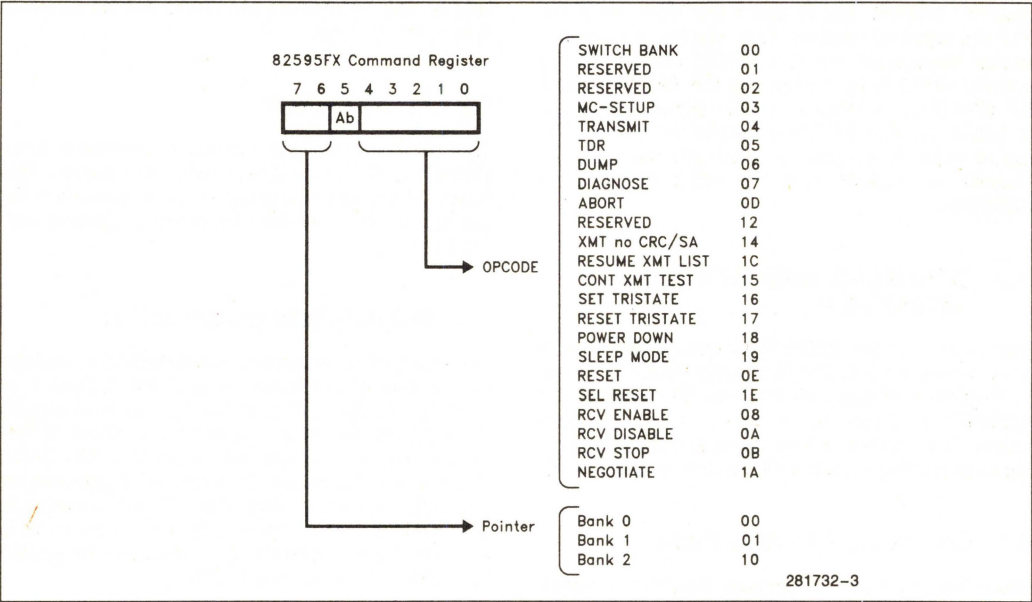 82595FX Command Register
7 6 5 4 3 2 1 0
Ab
OPCODE
SWITCH BANK 00
RESERVED 01
RESERVED 02
MC-SETUP 03
TRANSMIT 04
TDR 05
DUMP 06
DIAGNOSE 07
ABORT 0D
RESERVED 12
XMT no CRC/SA 14
RESUME XMT LIST 1C
CONT XMT TEST 15
SET TRISTATE 16
RESET TRISTATE 17
POWER DOWN 18
SLEEP MODE 19
RESET 0E
SEL RESET 1E
RCV ENABLE 08
RCV DISABLE 0A
RCV STOP 0B
NEGOTIATE 1A
Pointer
Bank 0 00
Bank 1 01
Bank 2 10
281732-3